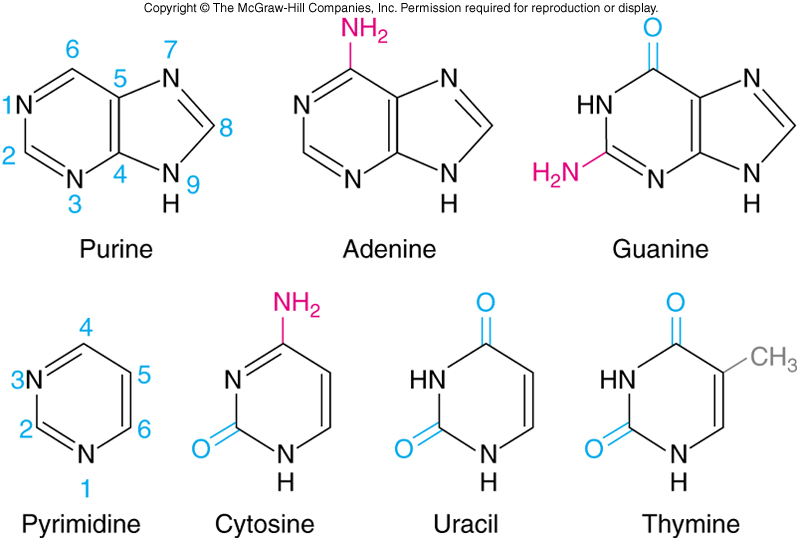 Copyright © The McGraw-Hill Companies, Inc. Permission required for reproduction or display.
6 5 7 1 2 N N 3 4 N N H 8 9
NH₂ N N N N H
O HN N H₂N N N H
Purine Adenine Guanine
4 3 N 5 2 6 N 1
NH₂ N O N H
O HN O N H
O CH₃ HN O N H
Pyrimidine Cytosine Uracil Thymine